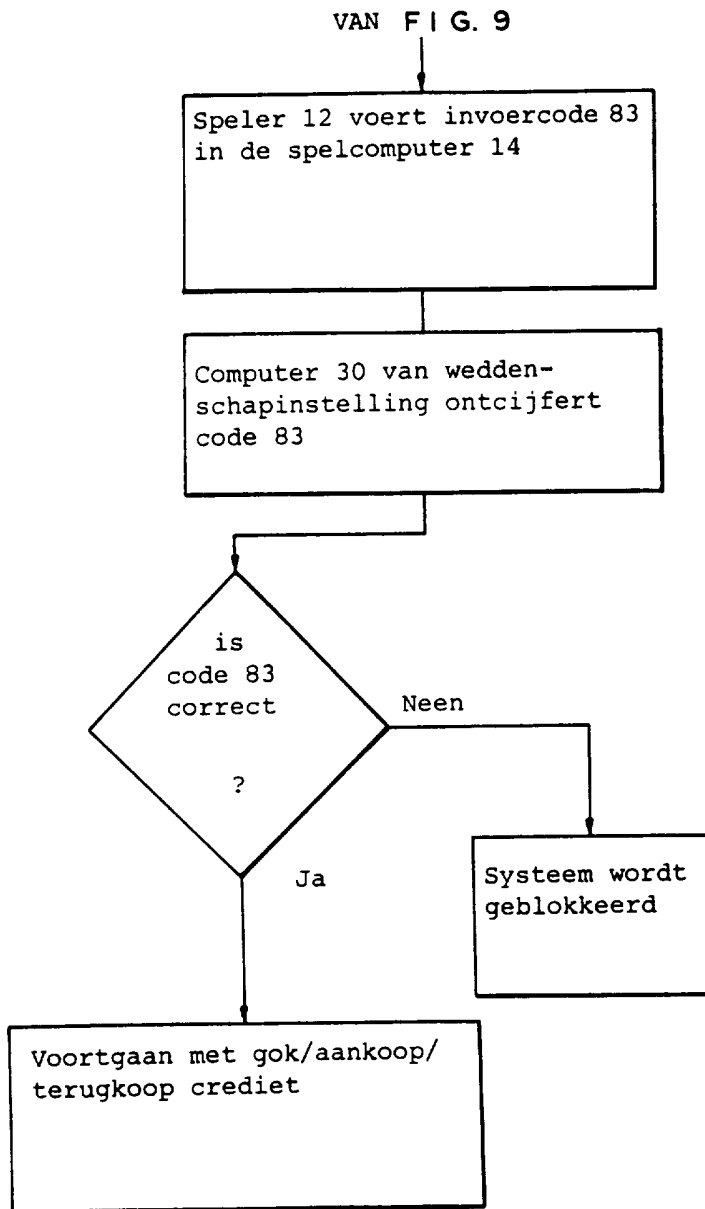 VAN FIG. 9
Speler 12 voert invoercode 83
in de spelcomputer 14
Computer 30 van wedden-
schapinstelling ontcijfert
code 83
is
code 83
correct
?
Neen
Ja
Systeem wordt
geblokkeerd
Voortgaan met gok/aankoop/
terugkoop crediet